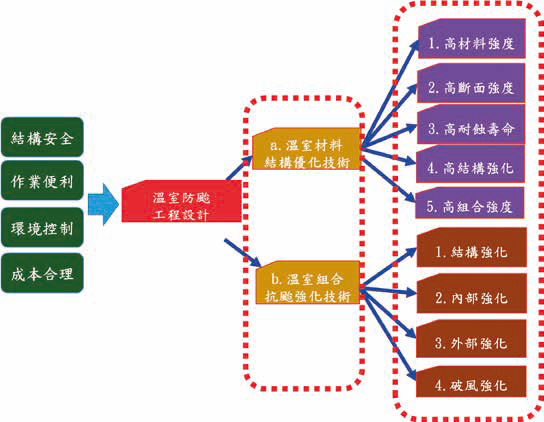 結構安全
作業便利
環境控制
成本合理
溫室防颱
工程設計
a.溫室材料
結構優化技術
b.溫室組合
抗颱強化技術
1.高材料強度
2.高斷面強度
3.高耐蝕壽命
4.高結構強化
5.高組合強度
1.結構強化
2.內部強化
3.外部強化
4.破風強化